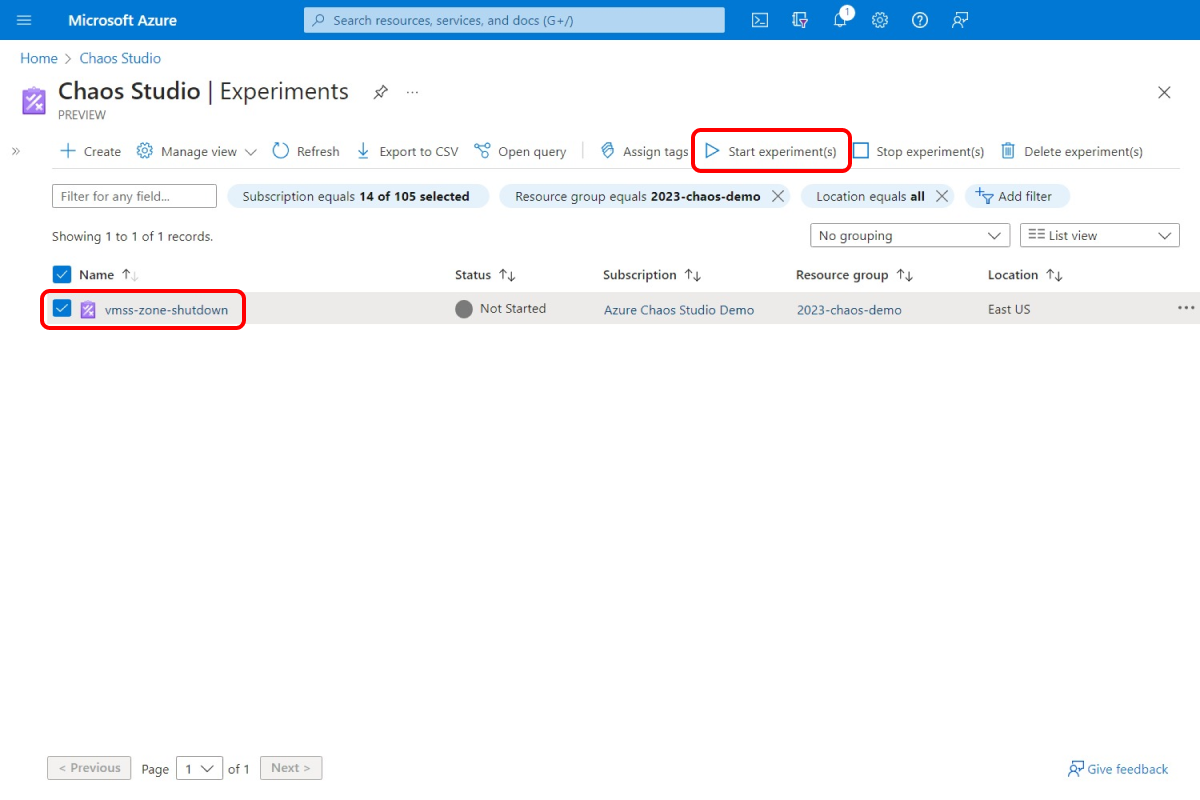 Microsoft Azure
Search resources, services, and docs (G+/)
1
Home > Chaos Studio
Chaos Studio | Experiments
...
PREVIEW
»
Create
Manage view
Refresh
Export to CSV
Open query
Assign tags
Start experiment(s)
Stop experiment(s)
Delete experiment(s)
Filter for any field...
Subscription equals 14 of 105 selected
Resource group equals 2023-chaos-demo
Location equals all
Add filter
Showing 1 to 1 of 1 records.
No grouping
List view
Name ↑↓
Status ↑↓
Subscription ↑↓
Resource group ↑↓
Location ↑↓
vmss-zone-shutdown
Not Started
Azure Chaos Studio Demo
2023-chaos-demo
East US
...
< Previous
Page 1 of 1
Next >
Give feedback